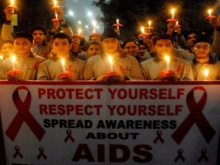 PROTECT YOURSELF
RESPECT YOURSELF
SPREAD AWARENESS
ABOUT
AIDS